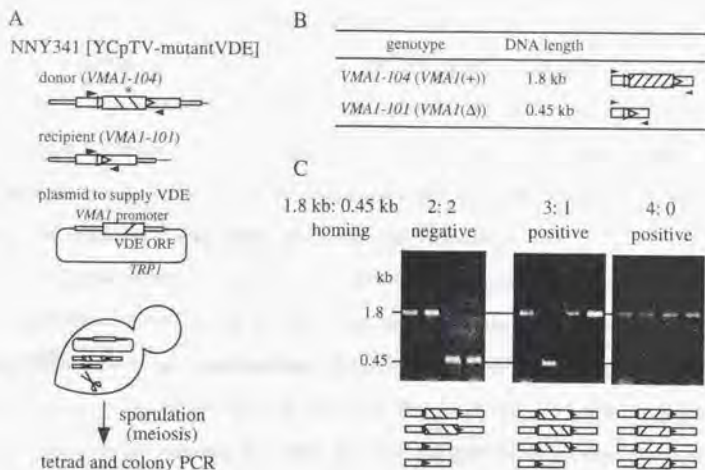 A
NNY341 [YCpTV-mutantVDE]
donor (VMA1-104)
*
recipient (VMA1-101)
plasmid to supply VDE
VMA1 promoter
VDE ORF
TRP1
sporulation
(meiosis)
tetrad and colony PCR
B
genotype DNA length
VMA1-104 (VMA1(+)) 1.8 kb
VMA1-101 (VMA1(Δ)) 0.45 kb
C
1.8 kb: 0.45 kb 2: 2 3: 1 4: 0
homing negative positive positive
kb
1.8
0.45